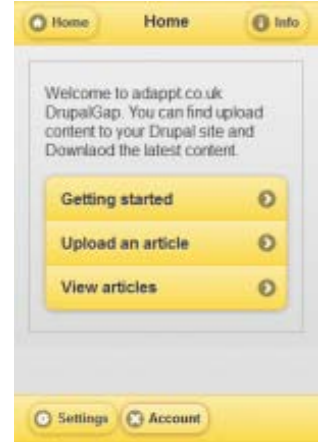 Home Home Info
Welcome to adappt.co.uk
DrupalGap. You can find upload
content to your Drupal site and
Downlaod the latest content.
Getting started
Upload an article
View articles
Settings Account